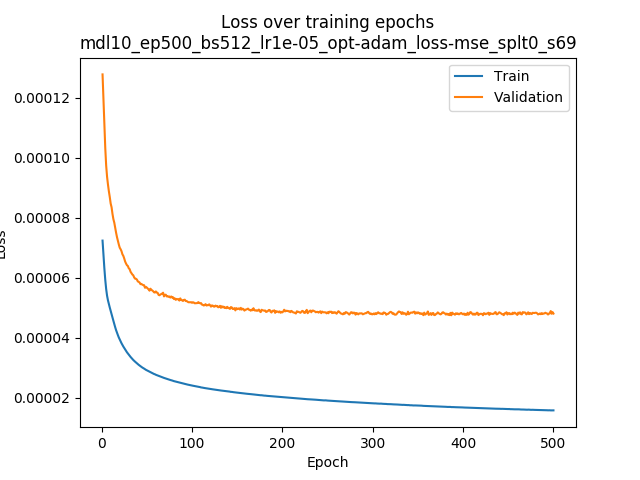 Loss over training epochs
mdl10_ep500_bs512_lr1e-05_opt-adam_loss-mse_splt0_s69
Train
Validation
0.00012
0.00010
0.00008
0.00006
0.00004
0.00002
Loss
0 100 200 300 400 500
Epoch